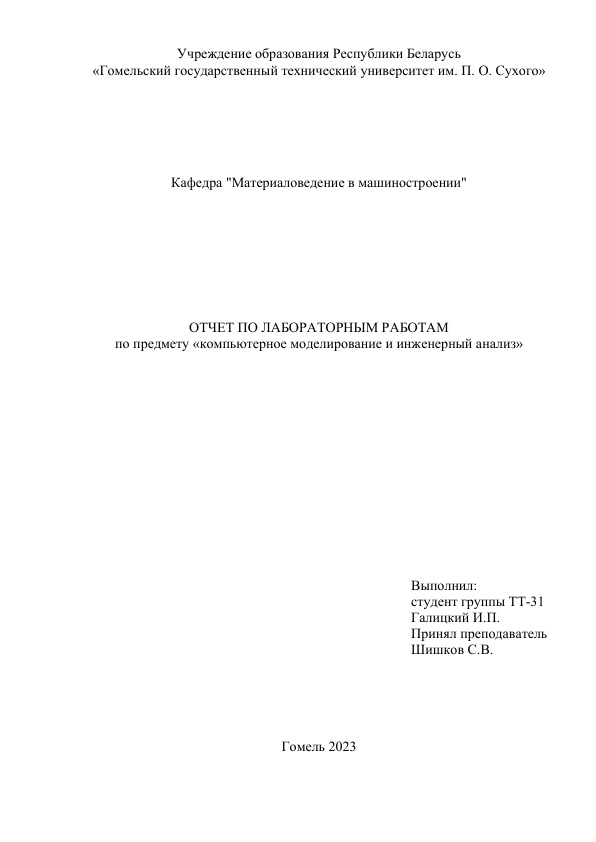 Учреждение образования Республики Беларусь
«Гомельский государственный технический университет им. П. О. Сухого»
Кафедра "Материаловедение в машиностроении"
ОТЧЕТ ПО ЛАБОРАТОРНЫМ РАБОТАМ
по предмету «компьютерное моделирование и инженерный анализ»
Выполнил:
студент группы ТТ-31
Галицкий И.П.
Принял преподаватель
Шишков С.В.
Гомель 2023